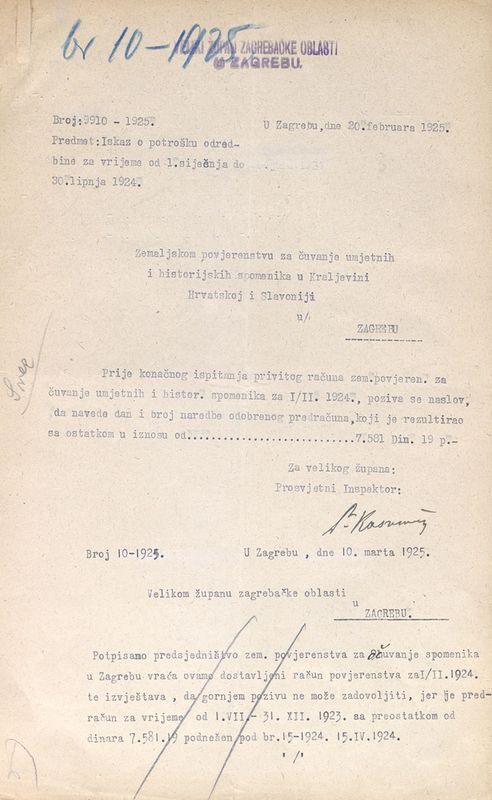 br 10-1925
ZAGREBAČKE OBLASTI
U ZAGREBU.
Broj:9910 - 1925.
U Zagrebu,dne 20.februara 1925.
Predmet:Iskaz o potrošku odred-
bine za vrijeme od 1.siječnja do
30.lipnja 1924.
Zemaljskom povjerenstvu za čuvanje umjetnih
i historijskih spomenika u Kraljevini
Hrvatskoj i Slavoniji
u/
ZAGREBU
Prije konačnog ispitanja privitog računa zem.povjeren. za
čuvanje umjetnih i histor. spomenika za I/II. 1924., poziva se naslov,
da navede dan i broj naredbe odobrenog predračuna,koji je rezultirao
sa ostatkom u iznosu od..............................7.581 Din. 19 p.-
Za velikog župana:
Prosvjetni Inspektor:
Broj 10-1925.
U Zagrebu , dne 10. marta 1925.
Velikom županu zagrebačke oblasti
u
ZAGREBU.
Potpisano predsjedništvo zem. povjerenstva za čuvanje spomenika
u Zagrebu vraća ovamo dostavljeni račun povjerenstva za I/II. 1924.
te izvještava , da gornjem pozivu ne može zadovoljiti, jer je pred-
račun za vrijeme od 1.VII.- 31. XII. 1923. sa preostatkom od
dinara 7.581.19 podnešen pod br.15-1924. 15.IV.1924.
·/·